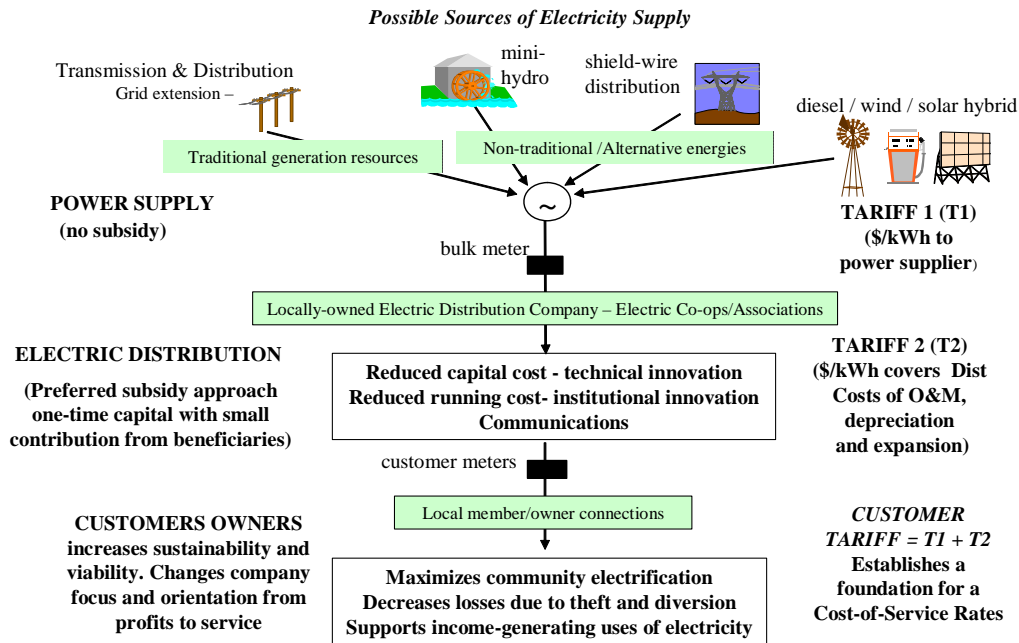 Possible Sources of Electricity Supply
Transmission & Distribution
Grid extension –
mini-
hydro
shield-wire
distribution
diesel / wind / solar hybrid
Traditional generation resources
Non-traditional /Alternative energies
~
POWER SUPPLY
(no subsidy)
TARIFF 1 (T1)
($/kWh to
power supplier)
bulk meter
Locally-owned Electric Distribution Company – Electric Co-ops/Associations
ELECTRIC DISTRIBUTION
(Preferred subsidy approach
one-time capital with small
contribution from beneficiaries)
Reduced capital cost - technical innovation
Reduced running cost- institutional innovation
Communications
TARIFF 2 (T2)
($/kWh covers Dist
Costs of O&M,
depreciation
and expansion)
customer meters
Local member/owner connections
CUSTOMERS OWNERS
increases sustainability and
viability. Changes company
focus and orientation from
profits to service
Maximizes community electrification
Decreases losses due to theft and diversion
Supports income-generating uses of electricity
CUSTOMER
TARIFF = T1 + T2
Establishes a
foundation for a
Cost-of-Service Rates